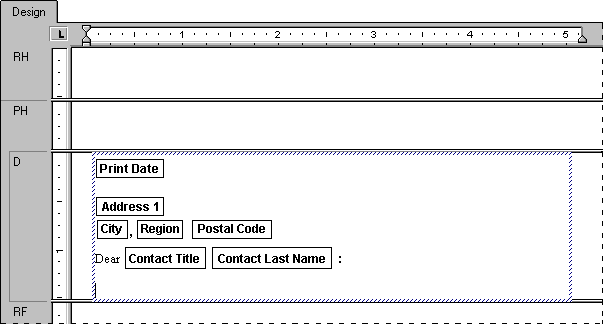 Design
L 1 2 3 4 5
RH
PH
D
Print Date
Address 1
City , Region Postal Code
Dear Contact Title Contact Last Name :
1
RF